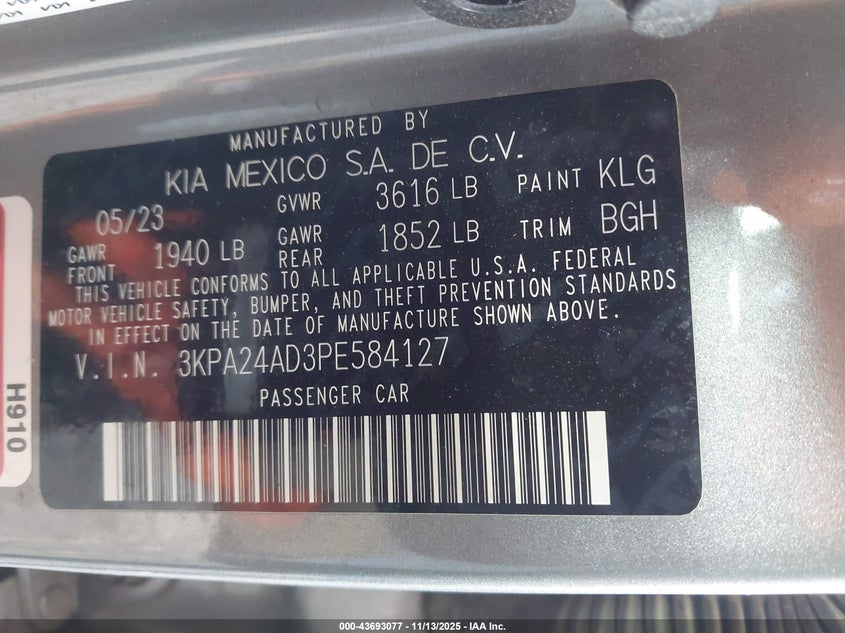 MANUFACTURED BY
KIA MEXICO S.A. DE C.V.
05/23 GVWR 3616 LB PAINT KLG
GAWR FRONT 1940 LB GAWR REAR 1852 LB TRIM BGH
THIS VEHICLE CONFORMS TO ALL APPLICABLE U.S.A. FEDERAL
MOTOR VEHICLE SAFETY, BUMPER, AND THEFT PREVENTION STANDARDS
IN EFFECT ON THE DATE OF MANUFACTURE SHOWN ABOVE.
V.I.N. 3KPA24AD3PE584127
PASSENGER CAR
H910
000-43693077 - 11/13/2025 - IAA Inc.